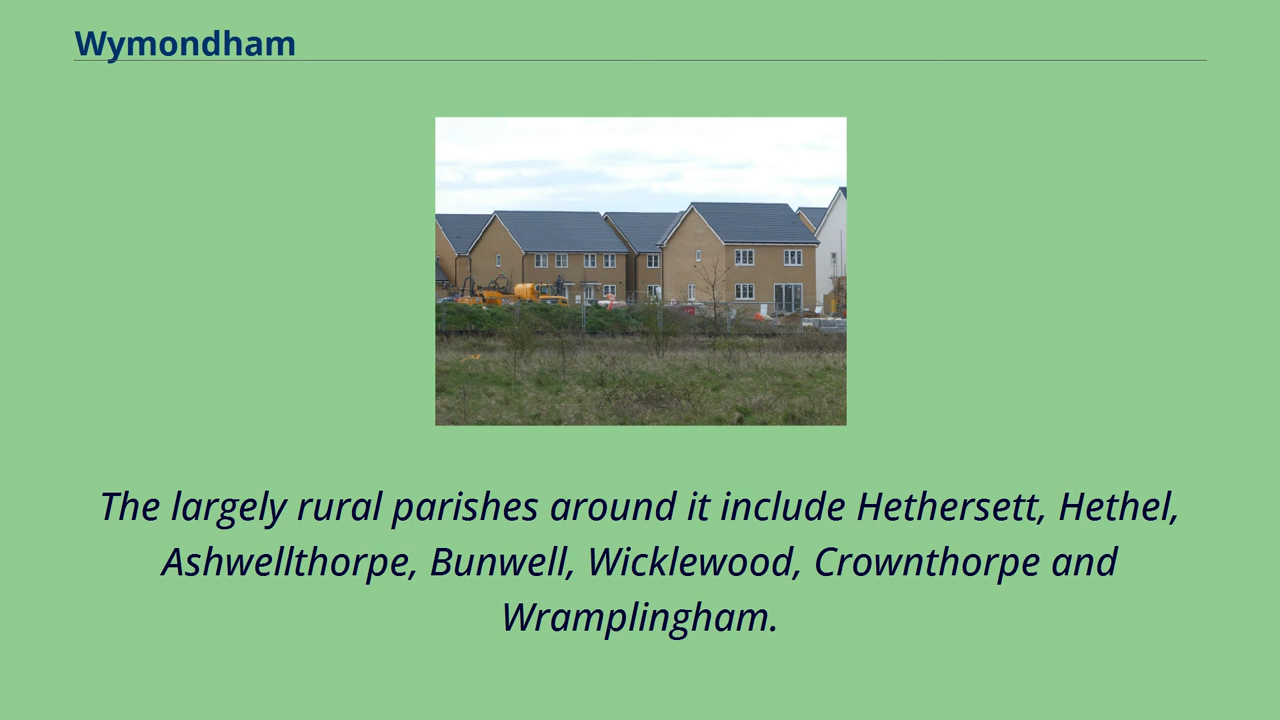 Wymondham
The largely rural parishes around it include Hethersett, Hethel,
Ashwellthorpe, Bunwell, Wicklewood, Crownthorpe and
Wramplingham.